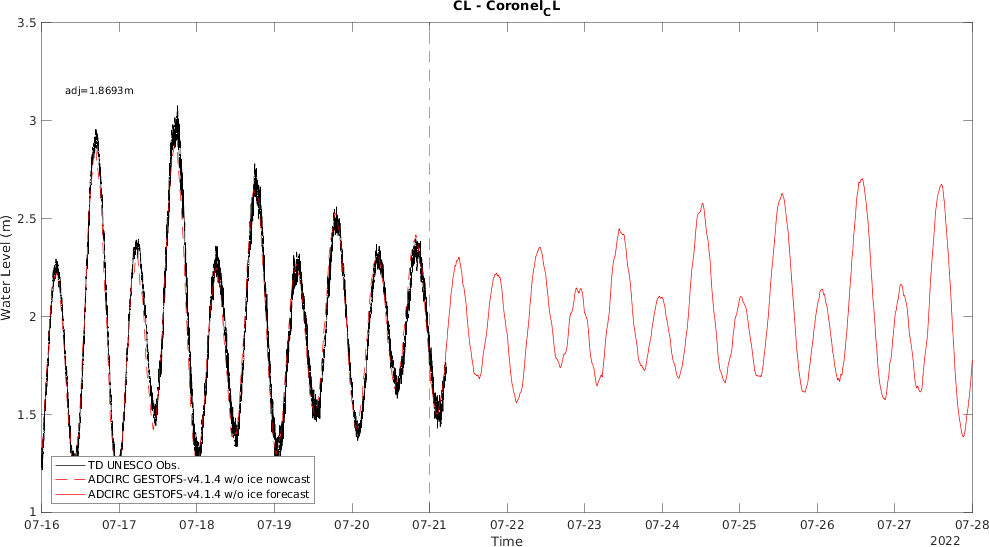 CL - Coronel_CL
adj=1.8693m
3.5
3
2.5
2
1.5
1
Water Level (m)
TD UNESCO Obs.
ADCIRC GESTOFS-v4.1.4 w/o ice nowcast
ADCIRC GESTOFS-v4.1.4 w/o ice forecast
07-16 07-17 07-18 07-19 07-20 07-21 07-22 07-23 07-24 07-25 07-26 07-27 07-28
Time
2022